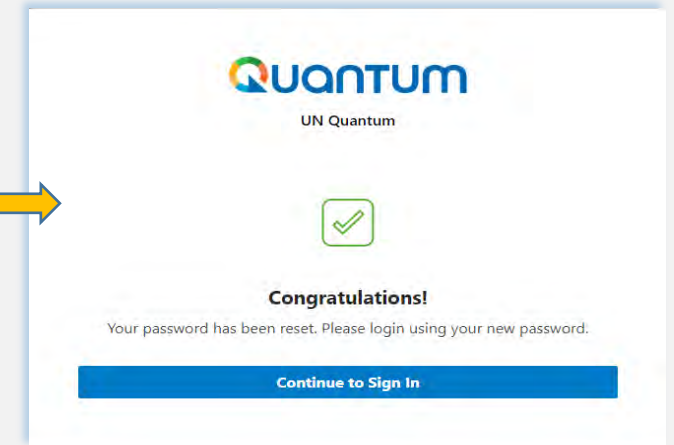 QUANTUM
UN Quantum
Congratulations!
Your password has been reset. Please login using your new password.
Continue to Sign In